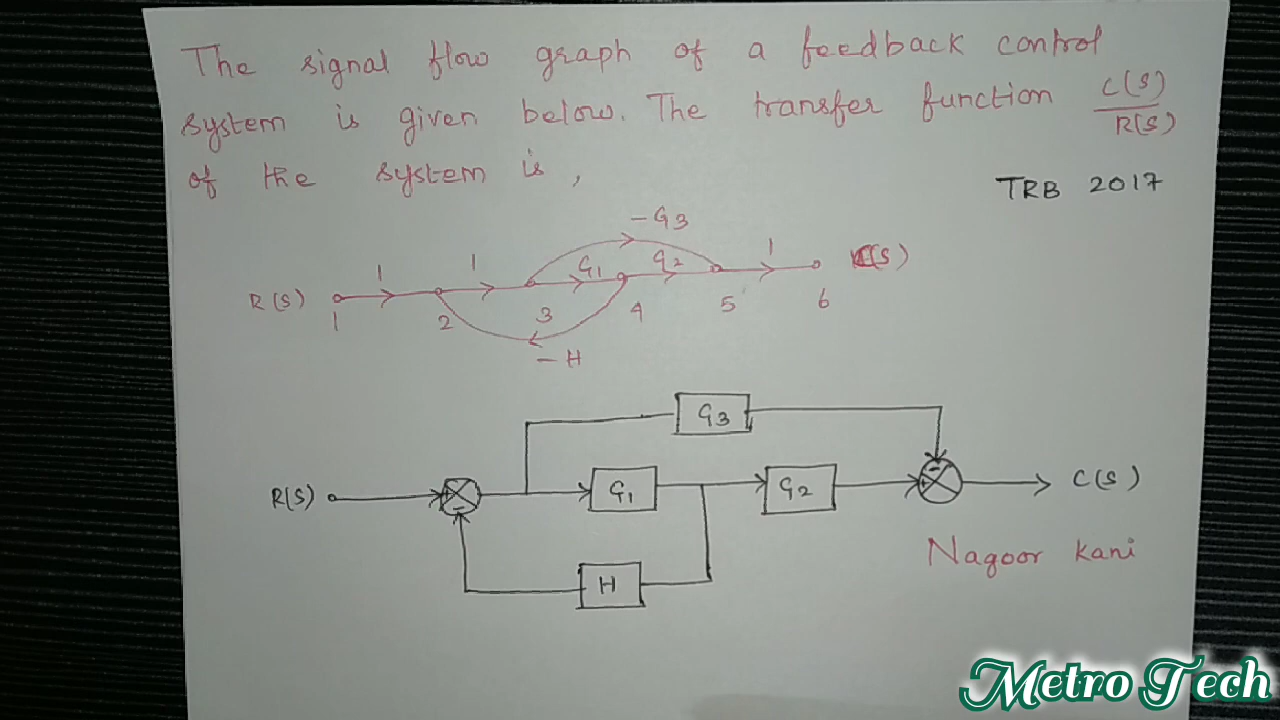 The signal flow graph of a feedback control
system is given below. The transfer function C(S)/R(S)
of the system is,
TRB 2017
-G3
1 1 G1 G2 1
R(S) C(S)
1 2 3 4 5 6
-H
G3
R(S) G1 G2 C(S)
H
Nagoor Kani
Metro Tech